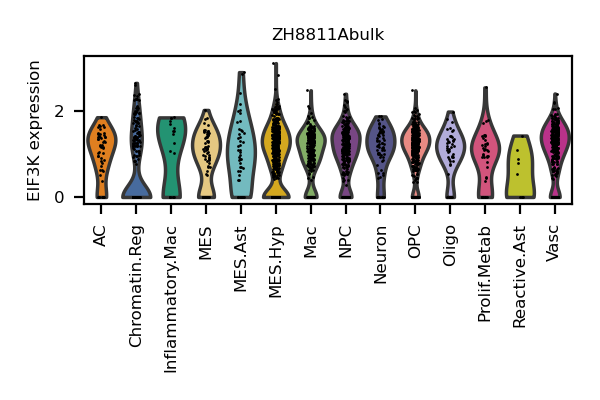 ZH8811Abulk
EIF3K expression
2
0
AC
Chromatin.Reg
Inflammatory.Mac
MES
MES.Ast
MES.Hyp
Mac
NPC
Neuron
OPC
Oligo
Prolif.Metab
Reactive.Ast
Vasc